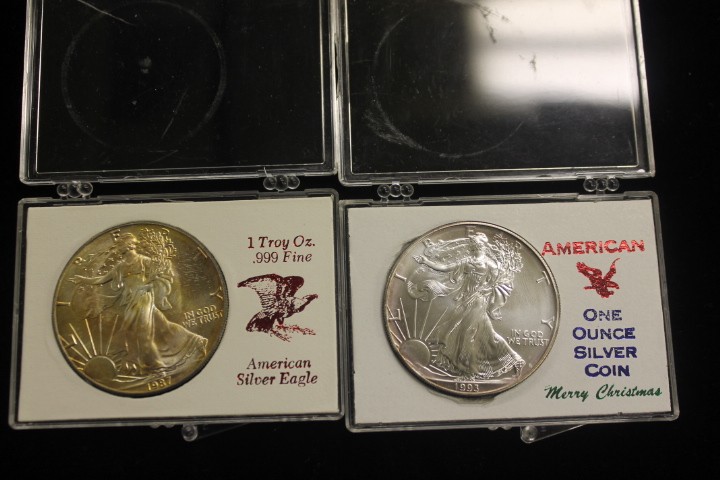 LIBERTY
IN GOD
WE TRUST
1987
1 Troy Oz.
.999 Fine
American
Silver Eagle
LIBERTY
IN GOD
WE TRUST
1993
AMERICAN
ONE
OUNCE
SILVER
COIN
Merry Christmas